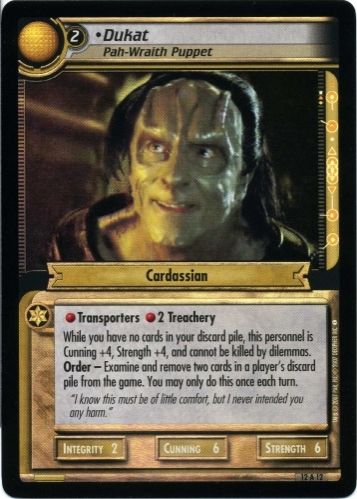 2 •Dukat
Pah-Wraith Puppet
Cardassian
Transporters 2 Treachery
While you have no cards in your discard pile, this personnel is
Cunning +4, Strength +4, and cannot be killed by dilemmas.
Order – Examine and remove two cards in a player's discard
pile from the game. You may only do this once each turn.
"I know this must be of little comfort, but I never intended you
any harm."
INTEGRITY 2
CUNNING 6
STRENGTH 6
12 A 12